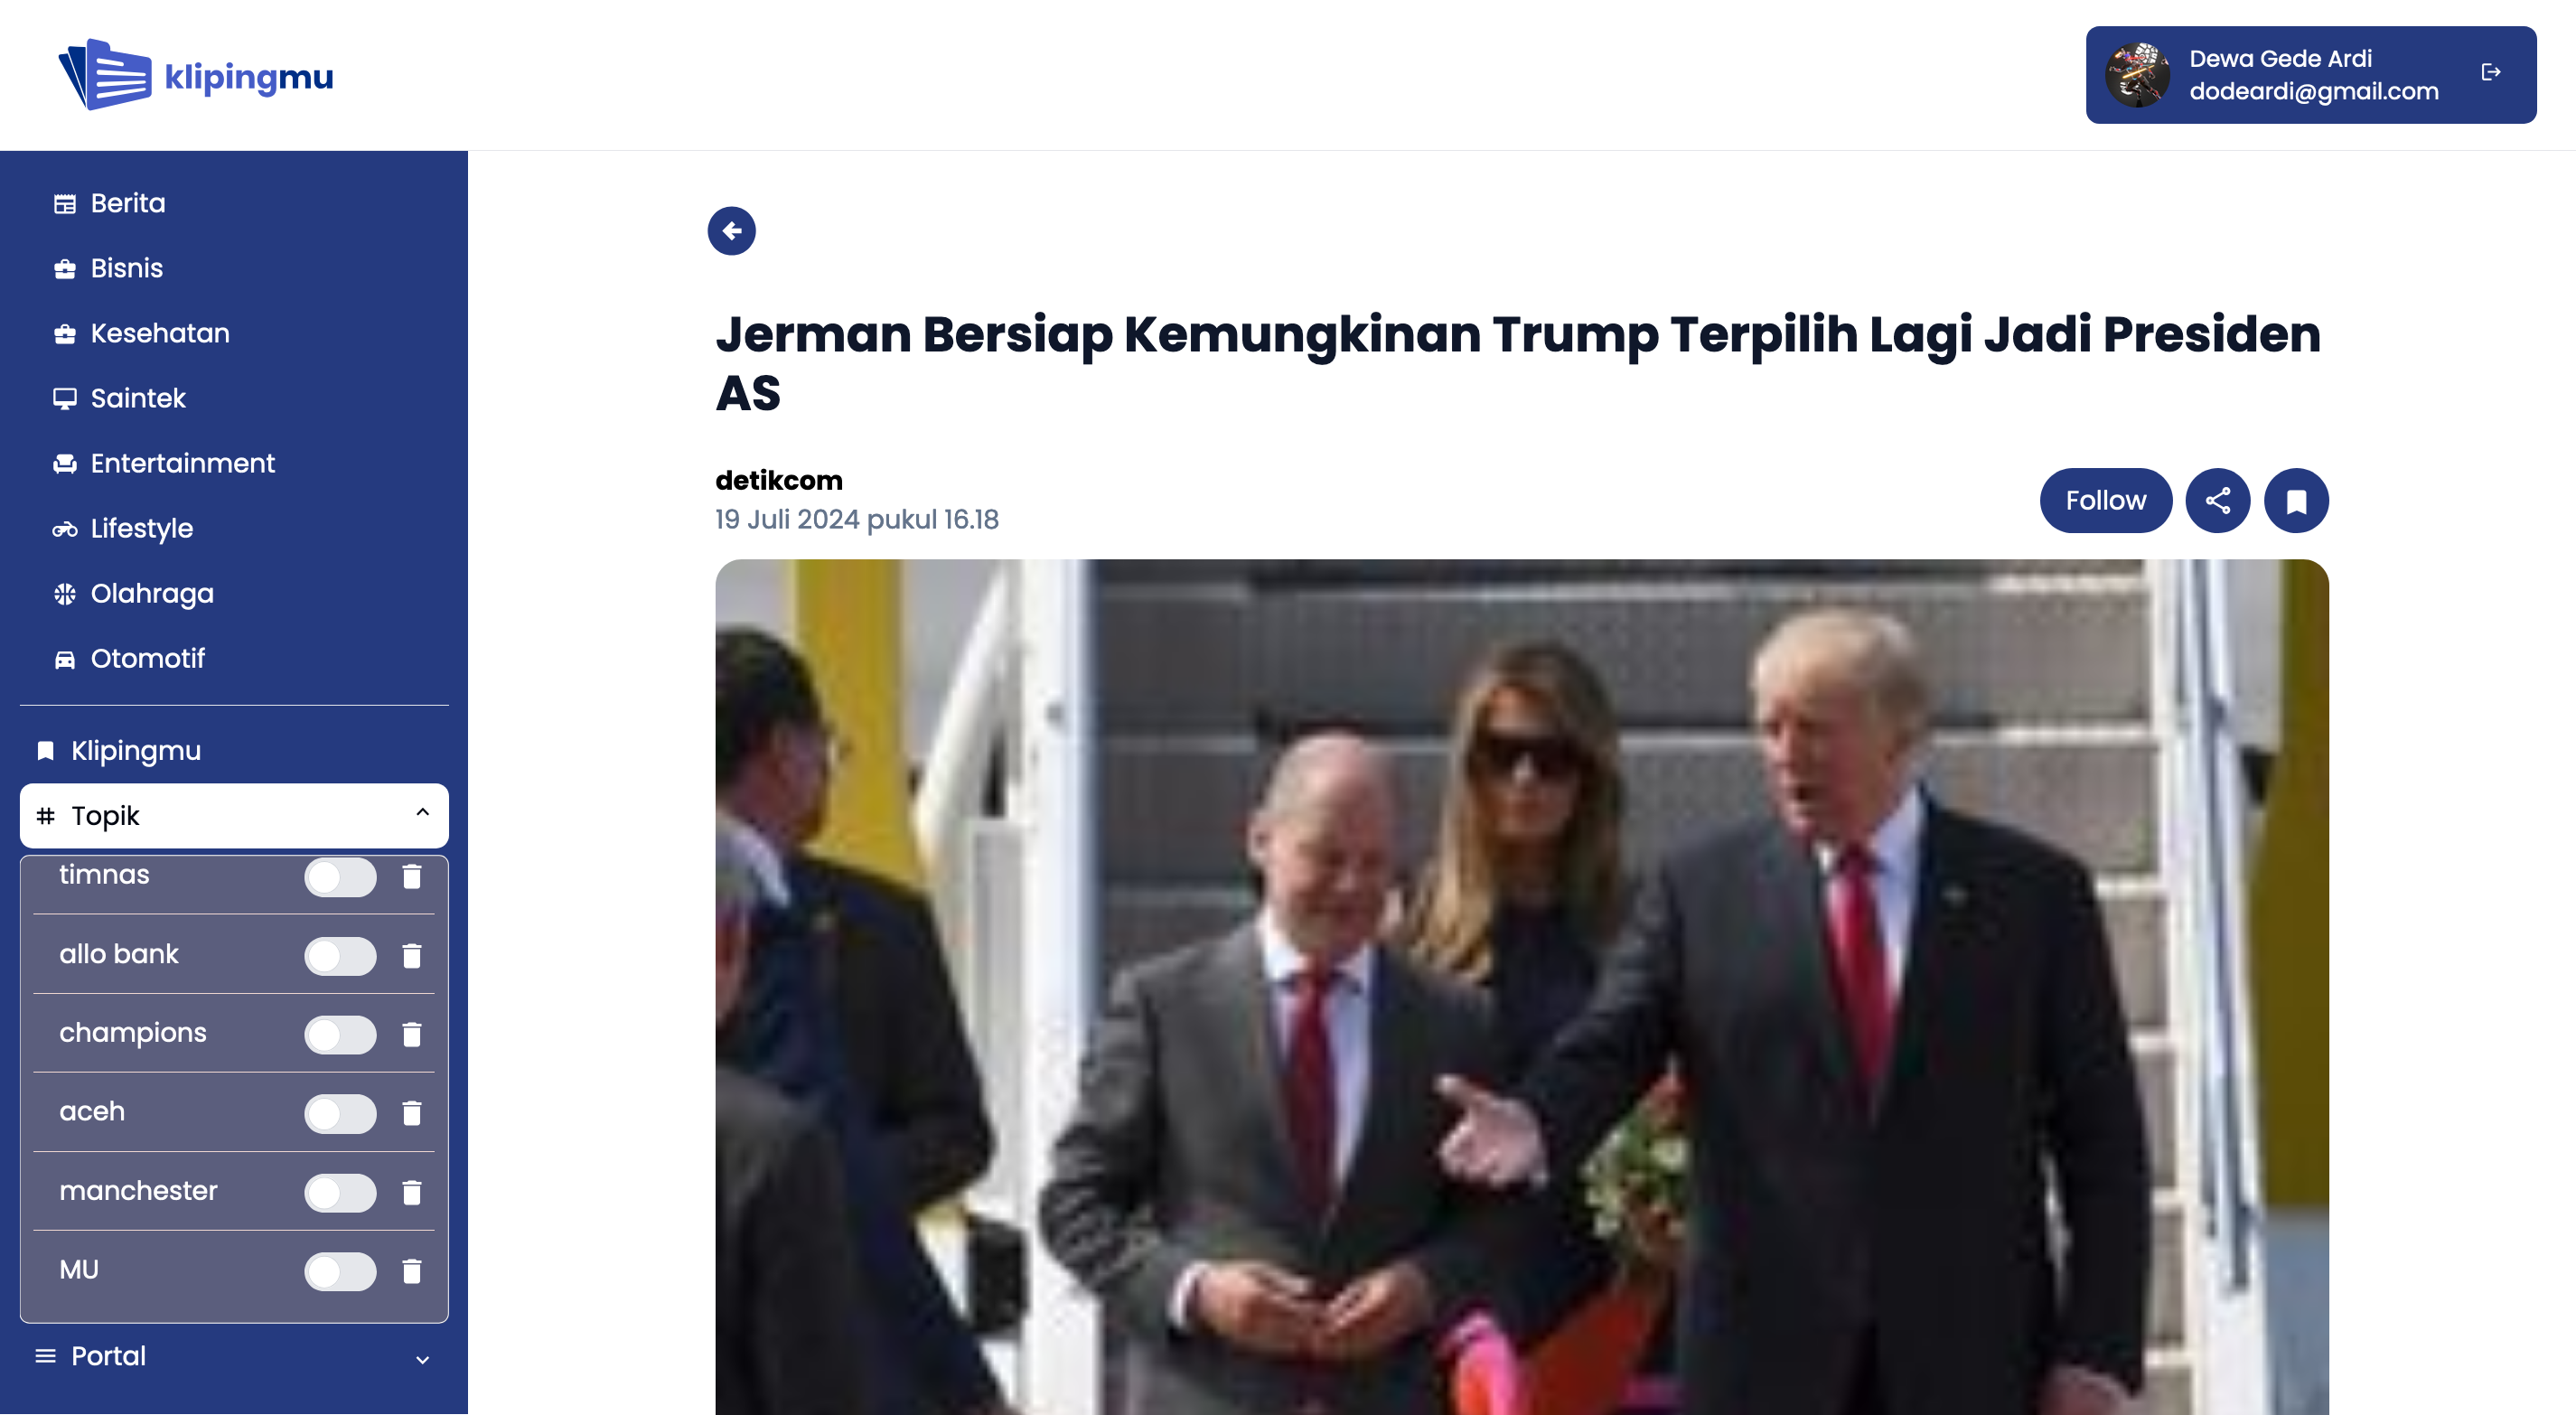 klipingmu
Dewa Gede Ardi
dodeardi@gmail.com
Berita
Bisnis
Kesehatan
Saintek
Entertainment
Lifestyle
Olahraga
Otomotif
Klipingmu
# Topik
timnas
allo bank
champions
aceh
manchester
MU
Portal
Jerman Bersiap Kemungkinan Trump Terpilih Lagi Jadi Presiden
AS
detikcom
19 Juli 2024 pukul 16.18
Follow